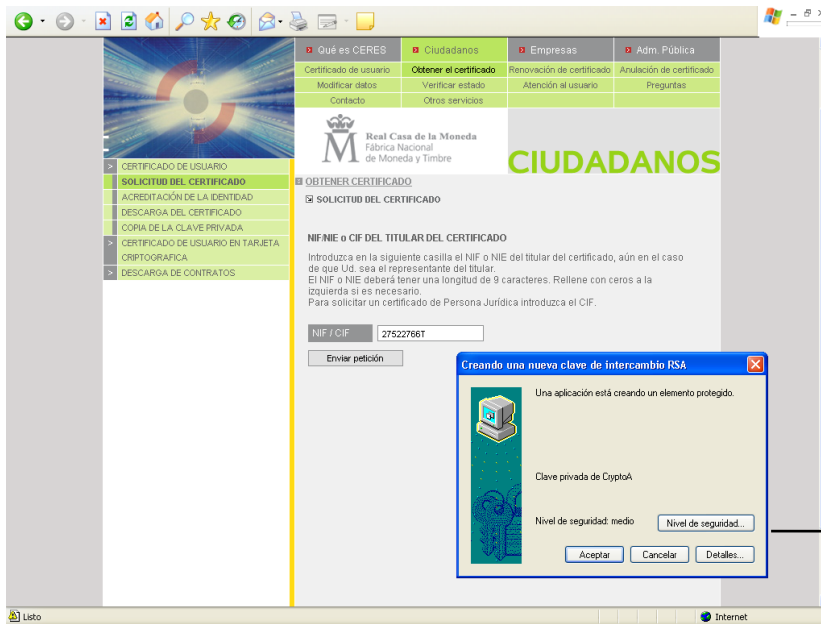 Qué es CERES
Ciudadanos
Empresas
Adm. Pública
Certificado de usuario
Obtener el certificado
Renovación de certificado
Anulación de certificado
Modificar datos
Verificar estado
Atención al usuario
Preguntas
Contacto
Otros servicios
M
Real Casa de la Moneda
Fábrica Nacional
de Moneda y Timbre
CIUDADANOS
> CERTIFICADO DE USUARIO
SOLICITUD DEL CERTIFICADO
ACREDITACIÓN DE LA IDENTIDAD
DESCARGA DEL CERTIFICADO
COPIA DE LA CLAVE PRIVADA
> CERTIFICADO DE USUARIO EN TARJETA
CRIPTOGRAFICA
> DESCARGA DE CONTRATOS
OBTENER CERTIFICADO
SOLICITUD DEL CERTIFICADO
NIF/NIE o CIF DEL TITULAR DEL CERTIFICADO
Introduzca en la siguiente casilla el NIF o NIE del titular del certificado, aún en el caso
de que Ud. sea el representante del titular.
El NIF o NIE deberá tener una longitud de 9 caracteres. Rellene con ceros a la
izquierda si es necesario.
Para solicitar un certificado de Persona Jurídica introduzca el CIF.
NIF / CIF
27522766T
Enviar petición
Creando una nueva clave de intercambio RSA
Una aplicación está creando un elemento protegido.
Clave privada de CryptoA
Nivel de seguridad: medio
Nivel de seguridad...
Aceptar
Cancelar
Detalles...
Listo
Internet